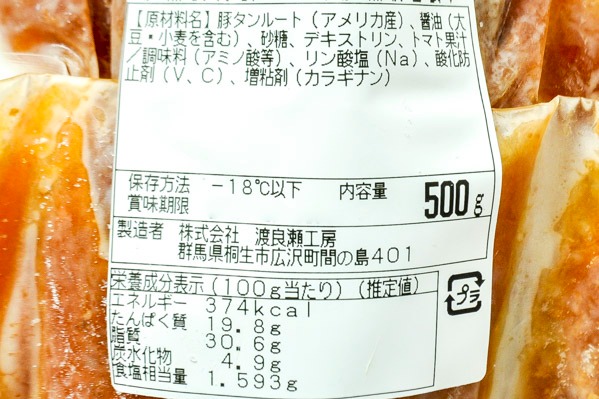 【原材料名】豚タンルート（アメリカ産）、醤油（大
豆・小麦を含む）、砂糖、デキストリン、トマト果汁
／調味料（アミノ酸等）、リン酸塩（Na）、酸化防
止剤（V、C）、増粘剤（カラギナン）
保存方法 －18℃以下 内容量 500g
賞味期限
製造者 株式会社 渡良瀬工房
群馬県桐生市広沢町間の島401
栄養成分表示（100g当たり）（推定値）
エネルギー 374kcal
たんぱく質 19.8g
脂質 30.6g
炭水化物 4.9g
食塩相当量 1.593g
プラ